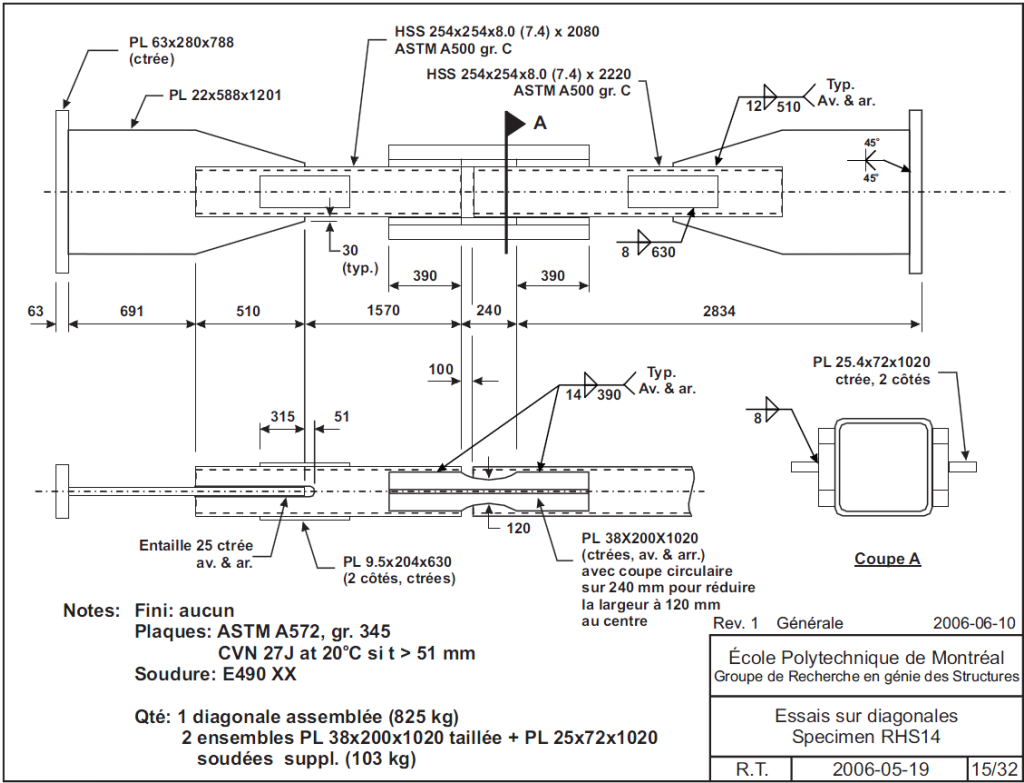 PL 63x280x788
(ctrée)
PL 22x588x1201
HSS 254x254x8.0 (7.4) x 2080
ASTM A500 gr. C
HSS 254x254x8.0 (7.4) x 2220
ASTM A500 gr. C
A
12
510
Typ.
Av. & ar.
45°
45°
30
(typ.)
8
630
390
390
63
691
510
1570
240
2834
100
14
390
Typ.
Av. & ar.
PL 25.4x72x1020
ctrée, 2 côtés
8
315
51
120
Entaille 25 ctrée
av. & ar.
PL 9.5x204x630
(2 côtés, ctrées)
PL 38X200X1020
(ctrées, av. & arr.)
avec coupe circulaire
sur 240 mm pour réduire
la largeur à 120 mm
au centre
Coupe A
Notes: Fini: aucun
Plaques: ASTM A572, gr. 345
CVN 27J at 20°C si t > 51 mm
Soudure: E490 XX
Qté: 1 diagonale assemblée (825 kg)
2 ensembles PL 38x200x1020 taillée + PL 25x72x1020
soudées suppl. (103 kg)
Rev. 1 Générale 2006-06-10
École Polytechnique de Montréal
Groupe de Recherche en génie des Structures
Essais sur diagonales
Specimen RHS14
R.T. 2006-05-19 15/32